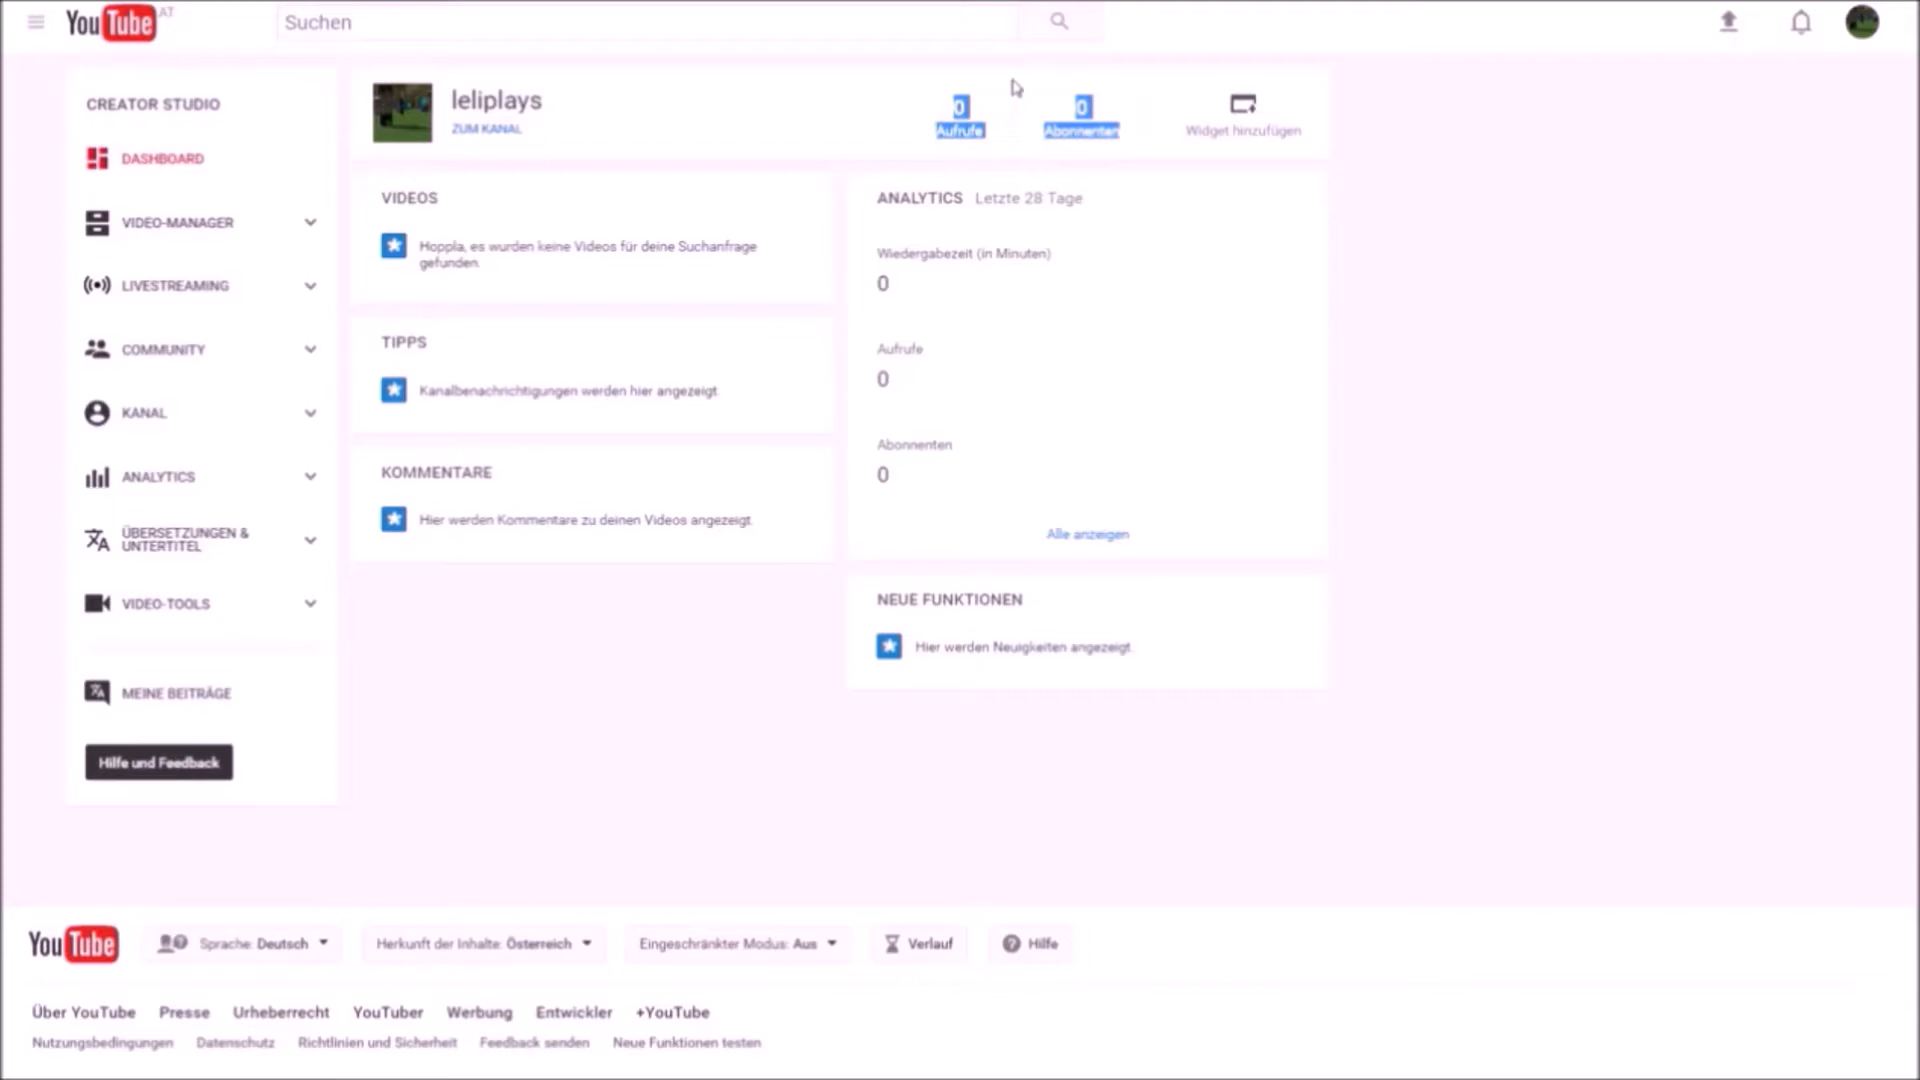 YouTube AT
Suchen
CREATOR STUDIO
DASHBOARD
VIDEO-MANAGER
LIVESTREAMING
COMMUNITY
KANAL
ANALYTICS
ÜBERSETZUNGEN &
UNTERTITEL
VIDEO-TOOLS
MEINE BEITRÄGE
Hilfe und Feedback
leliplays
ZUM KANAL
0
Aufrufe
0
Abonnenten
Widget hinzufügen
VIDEOS
Hoppla, es wurden keine Videos für deine Suchanfrage
gefunden.
TIPPS
Kanalbenachrichtigungen werden hier angezeigt.
KOMMENTARE
Hier werden Kommentare zu deinen Videos angezeigt.
ANALYTICS Letzte 28 Tage
Wiedergabezeit (in Minuten)
0
Aufrufe
0
Abonnenten
0
Alle anzeigen
NEUE FUNKTIONEN
Hier werden Neuigkeiten angezeigt.
YouTube Sprache: Deutsch Herkunft der Inhalte: Österreich Eingeschränkter Modus: Aus Verlauf Hilfe
Über YouTube Presse Urheberrecht YouTuber Werbung Entwickler +YouTube
Nutzungsbedingungen Datenschutz Richtlinien und Sicherheit Feedback senden Neue Funktionen testen